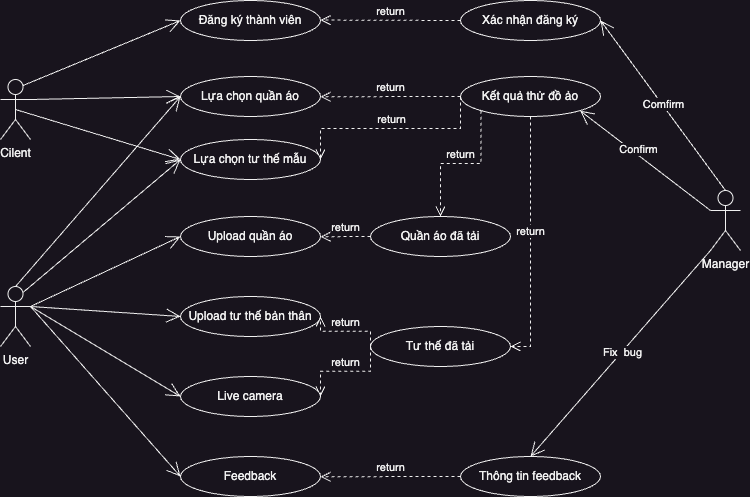 Đăng ký thành viên
return
Xác nhận đăng ký
Lựa chọn quần áo
return
Kết quả thử đồ ảo
Comfirm
return
Cilent
Lựa chọn tư thế mẫu
return
Confirm
Upload quần áo
return
Quần áo đã tải
return
Manager
Upload tư thế bản thân
return
User
Tư thế đã tải
return
Fix bug
Live camera
Feedback
return
Thông tin feedback